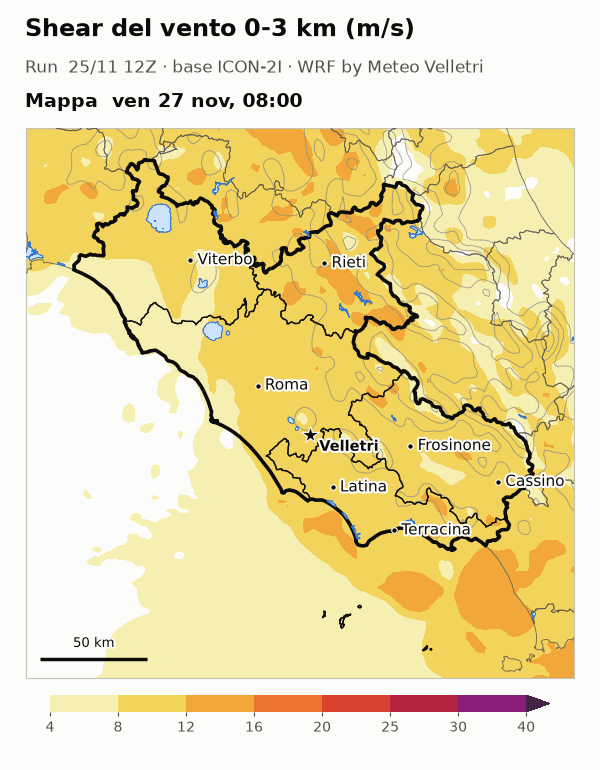 Shear del vento 0-3 km (m/s)
Run  25/11 12Z · base ICON-2I · WRF by Meteo Velletri
Mappa  ven 27 nov, 08:00
Viterbo
Rieti
Roma
Velletri
Frosinone
Cassino
Latina
Terracina
50 km
4 8 12 16 20 25 30 40